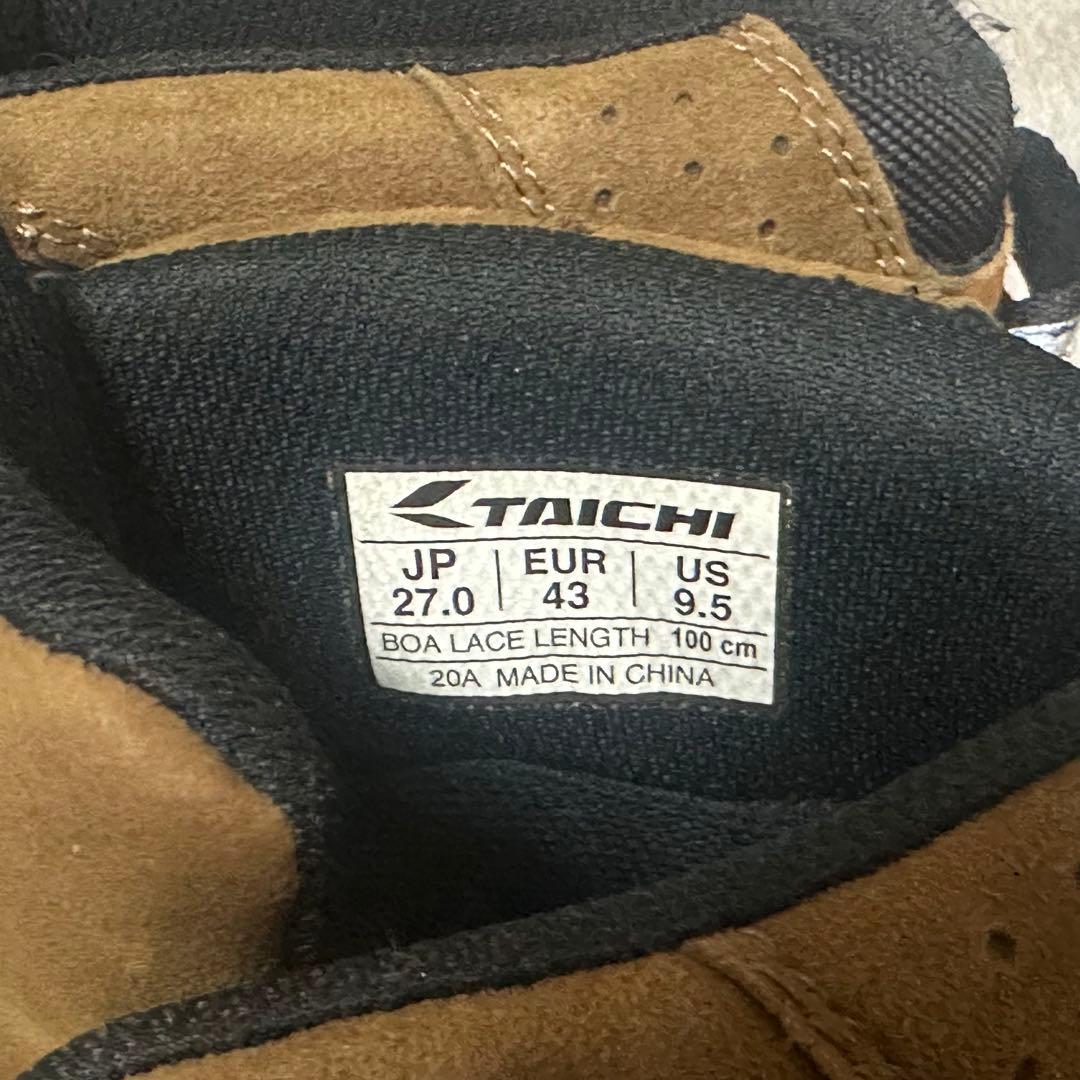 TAICHI
JP | EUR | US
27.0 | 43 | 9.5
BOA LACE LENGTH 100 cm
20A MADE IN CHINA